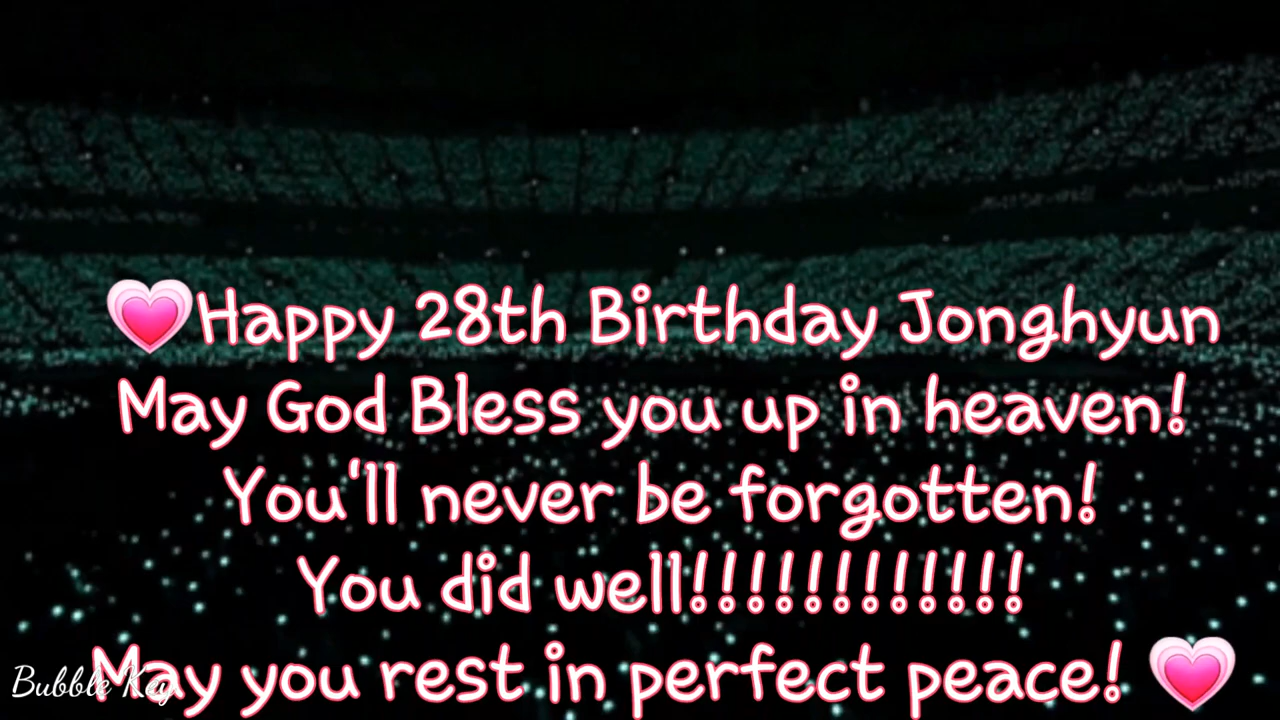 💗Happy 28th Birthday Jonghyun
May God Bless you up in heaven!
You'll never be forgotten!
You did well!!!!!!!!!!!!
May you rest in perfect peace! 💗
Bubble Key